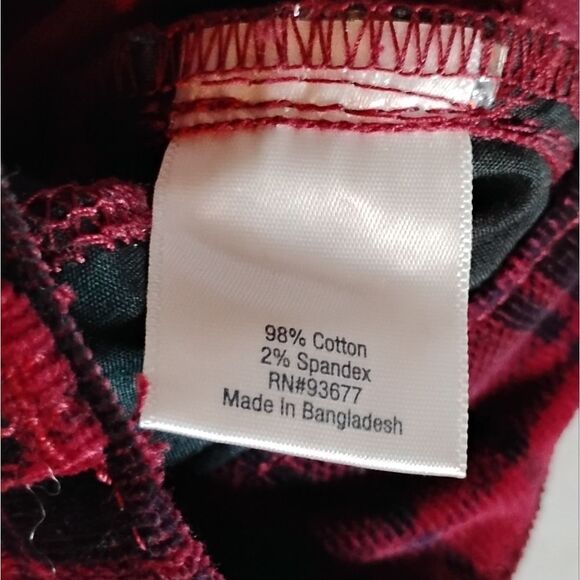 98% Cotton
2% Spandex
RN#93677
Made In Bangladesh